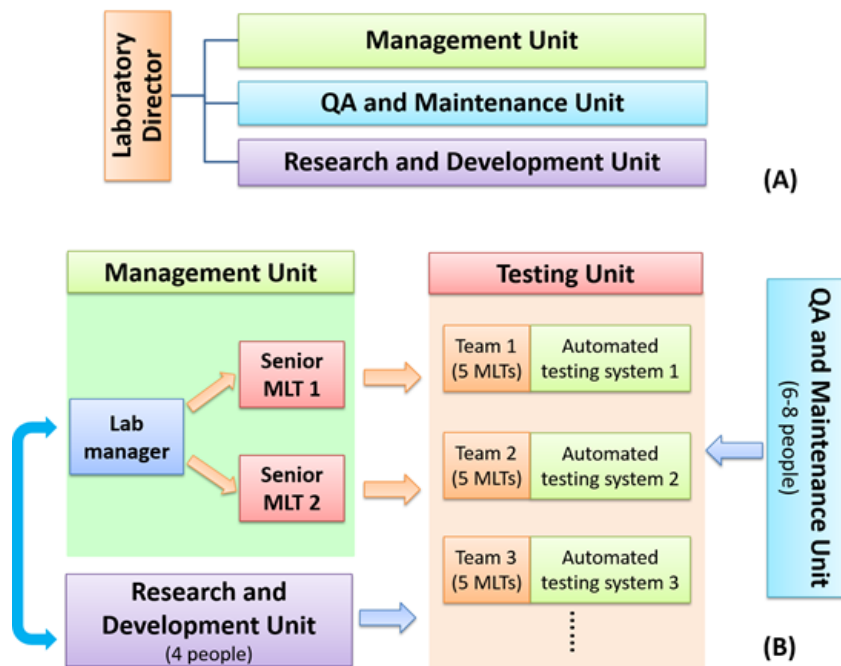 Laboratory
Director
Management Unit
QA and Maintenance Unit
Research and Development Unit
(A)
Management Unit
Testing Unit
Lab
manager
Senior
MLT 1
Senior
MLT 2
Team 1
(5 MLTs)
Automated
testing system 1
Team 2
(5 MLTs)
Automated
testing system 2
Team 3
(5 MLTs)
Automated
testing system 3
......
QA and Maintenance Unit
(6-8 people)
Research and
Development Unit
(4 people)
(B)